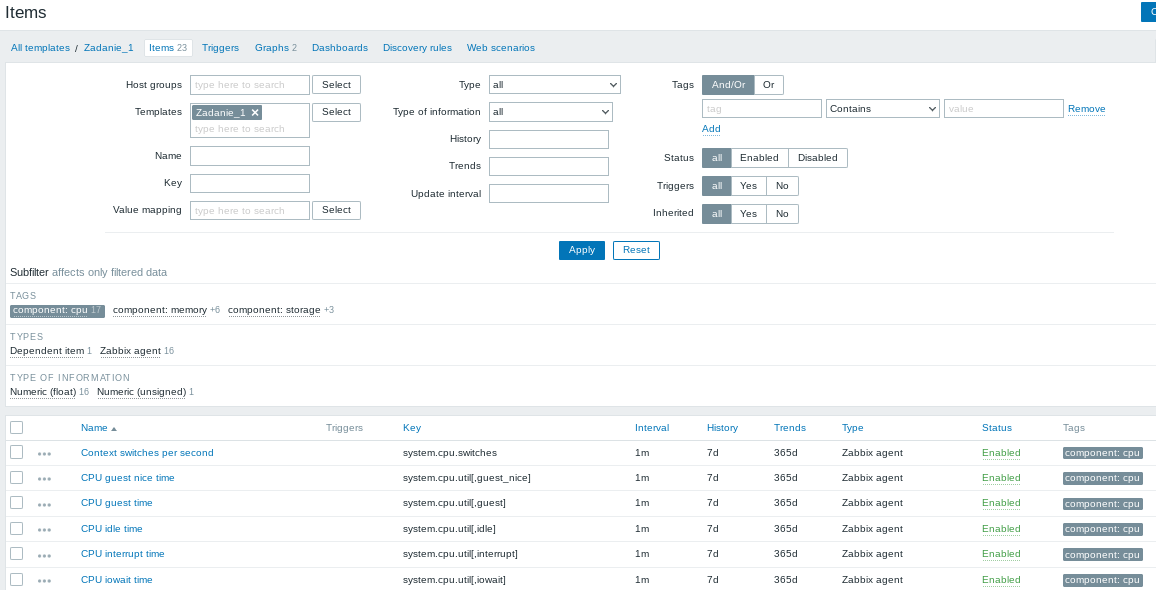 Items
All templates / Zadanie_1 Items 23 Triggers Graphs 2 Dashboards Discovery rules Web scenarios
Host groups type here to search Select Type all Tags And/Or Or
Templates Zadanie_1 × Select Type of information all tag Contains value Remove
type here to search Add
History
Name Status all Enabled Disabled
Trends
Key Triggers all Yes No
Update interval
Value mapping type here to search Select Inherited all Yes No
Apply Reset
Subfilter affects only filtered data
TAGS
component: cpu 17 component: memory +6 component: storage +3
TYPES
Dependent item 1 Zabbix agent 16
TYPE OF INFORMATION
Numeric (float) 16 Numeric (unsigned) 1
Name Triggers Key Interval History Trends Type Status Tags
Context switches per second system.cpu.switches 1m 7d 365d Zabbix agent Enabled component: cpu
CPU guest nice time system.cpu.util[,guest_nice] 1m 7d 365d Zabbix agent Enabled component: cpu
CPU guest time system.cpu.util[,guest] 1m 7d 365d Zabbix agent Enabled component: cpu
CPU idle time system.cpu.util[,idle] 1m 7d 365d Zabbix agent Enabled component: cpu
CPU interrupt time system.cpu.util[,interrupt] 1m 7d 365d Zabbix agent Enabled component: cpu
CPU iowait time system.cpu.util[,iowait] 1m 7d 365d Zabbix agent Enabled component: cpu